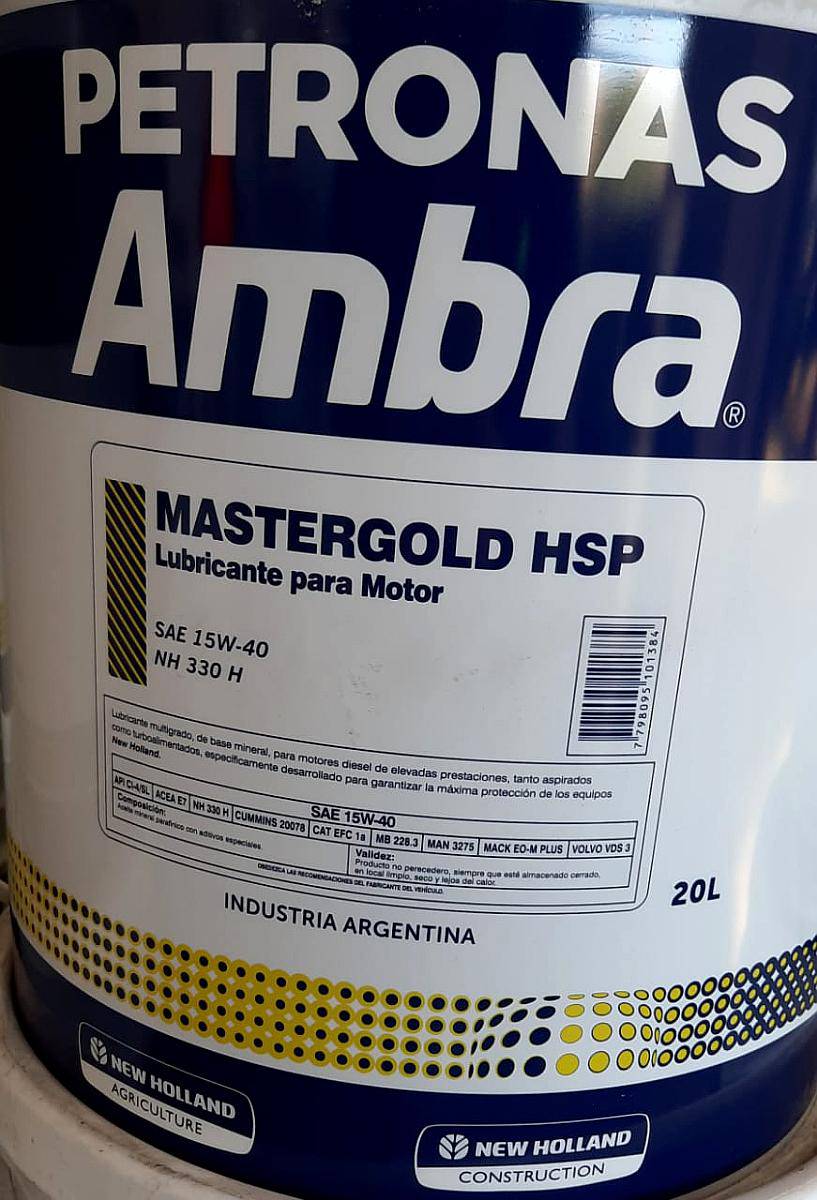 PETRONAS
Ambra®
MASTERGOLD HSP
Lubricante para Motor
SAE 15W-40
NH 330 H
7 798095 101384
Lubricante multigrado, de base mineral, para motores diesel de elevadas prestaciones, tanto aspirados
como turboalimentados, específicamente desarrollado para garantizar la máxima protección de los equipos
New Holland.
SAE 15W-40
API CI-4/SL ACEA E7 NH 330 H CUMMINS 20078 CAT EFC 1a MB 228.3 MAN 3275 MACK EO-M PLUS VOLVO VDS 3
Composición:
Aceite mineral parafínico con aditivos especiales.
Validez:
Producto no perecedero, siempre que esté almacenado cerrado,
en local limpio, seco y lejos del calor.
OBEDEZCA LAS RECOMENDACIONES DEL FABRICANTE DEL VEHÍCULO.
20L
INDUSTRIA ARGENTINA
NEW HOLLAND
AGRICULTURE
NEW HOLLAND
CONSTRUCTION